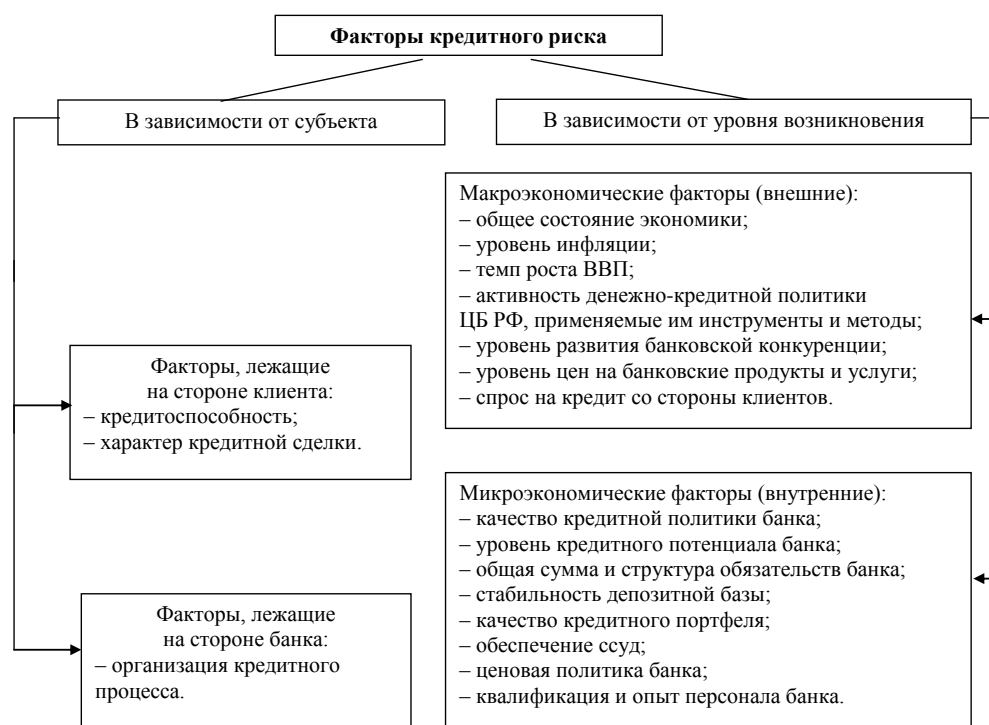 Факторы кредитного риска
В зависимости от субъекта
В зависимости от уровня возникновения
Факторы, лежащие
на стороне клиента:
– кредитоспособность;
– характер кредитной сделки.
Факторы, лежащие
на стороне банка:
– организация кредитного
процесса.
Макроэкономические факторы (внешние):
– общее состояние экономики;
– уровень инфляции;
– темп роста ВВП;
– активность денежно-кредитной политики
ЦБ РФ, применяемые им инструменты и методы;
– уровень развития банковской конкуренции;
– уровень цен на банковские продукты и услуги;
– спрос на кредит со стороны клиентов.
Микроэкономические факторы (внутренние):
– качество кредитной политики банка;
– уровень кредитного потенциала банка;
– общая сумма и структура обязательств банка;
– стабильность депозитной базы;
– качество кредитного портфеля;
– обеспечение ссуд;
– ценовая политика банка;
– квалификация и опыт персонала банка.